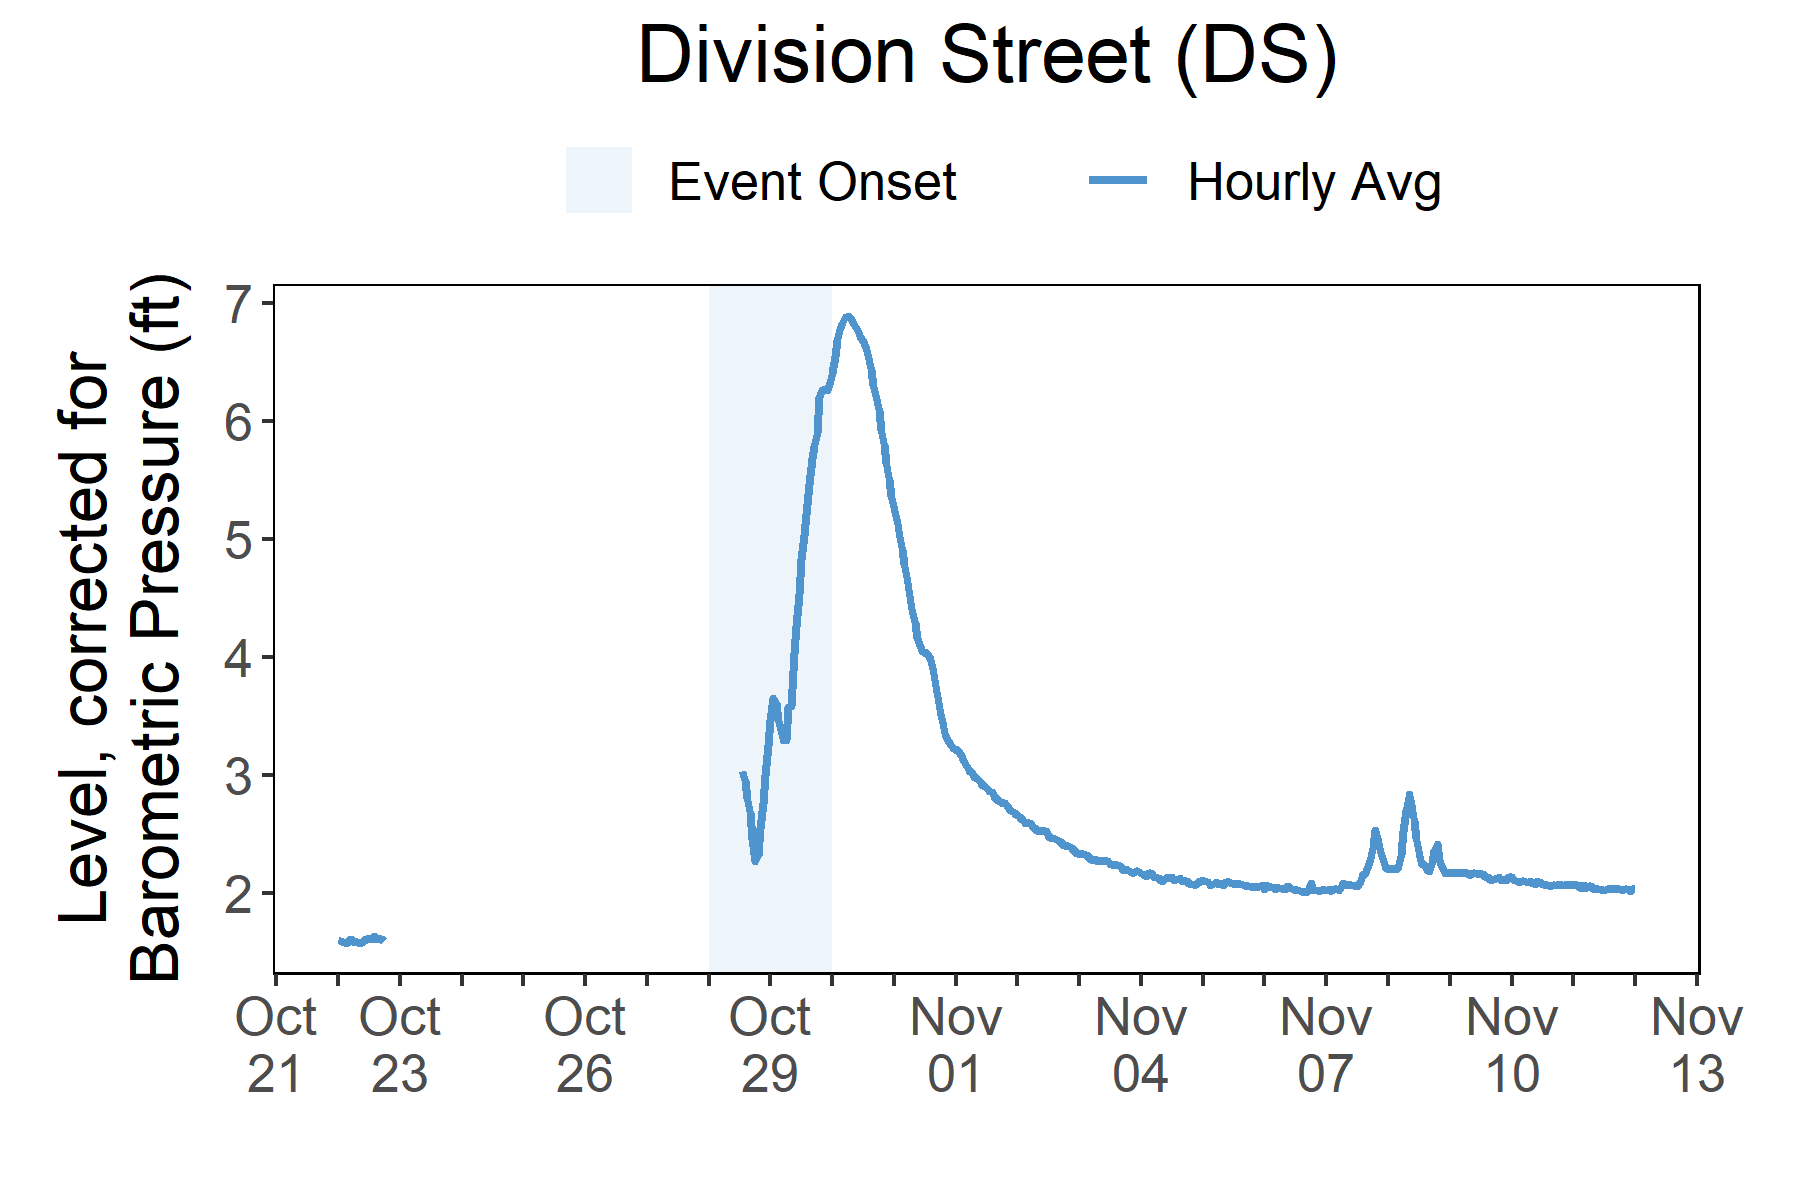 Division Street (DS)
Event Onset
Hourly Avg
Level, corrected for
Barometric Pressure (ft)
7
6
5
4
3
2
Oct
21
Oct
23
Oct
26
Oct
29
Nov
01
Nov
04
Nov
07
Nov
10
Nov
13